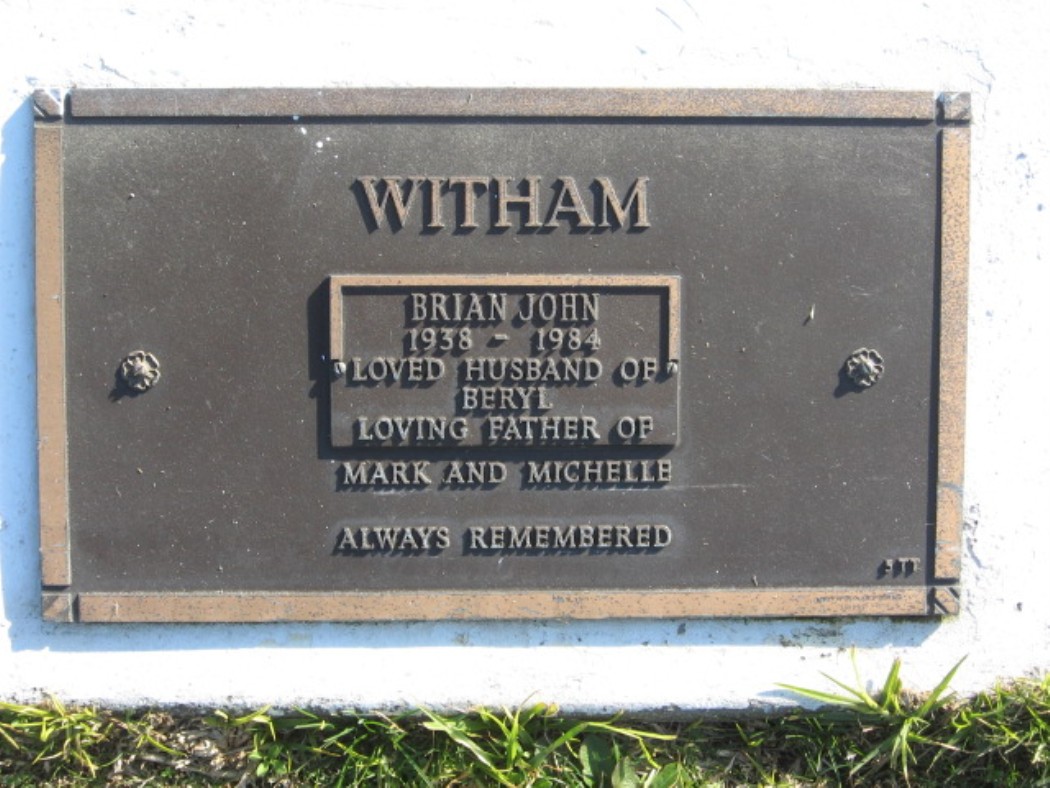 WITHAM
BRIAN JOHN
1938 - 1984
LOVED HUSBAND OF
BERYL
LOVING FATHER OF
MARK AND MICHELLE
ALWAYS REMEMBERED